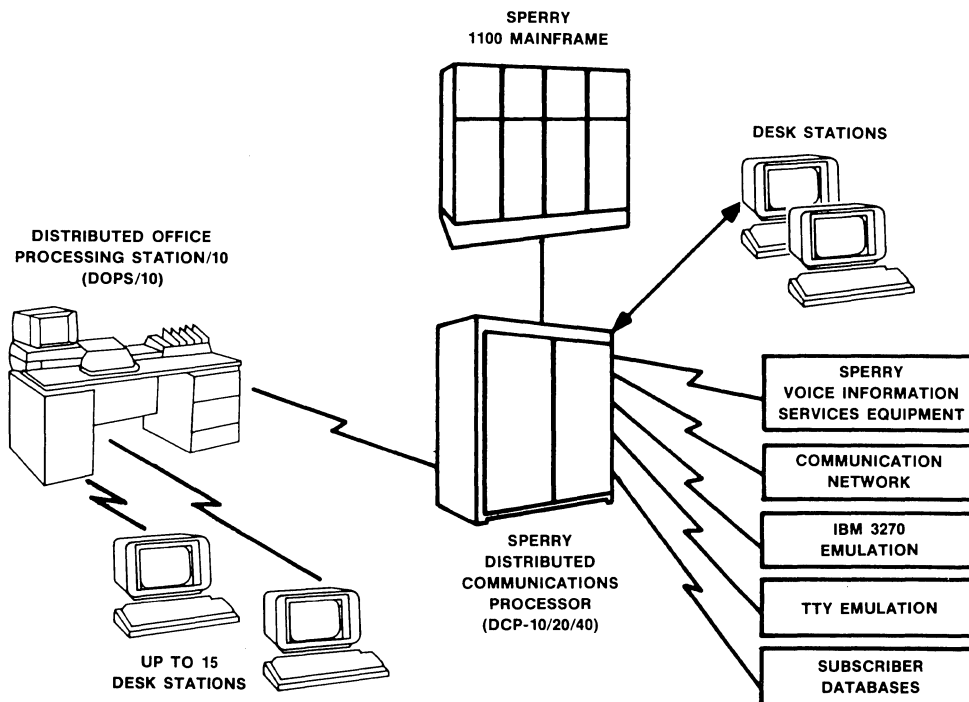 SPERRY
1100 MAINFRAME
DESK STATIONS
DISTRIBUTED OFFICE
PROCESSING STATION/10
(DOPS/10)
SPERRY
VOICE INFORMATION
SERVICES EQUIPMENT
COMMUNICATION
NETWORK
IBM 3270
EMULATION
TTY EMULATION
SUBSCRIBER
DATABASES
SPERRY
DISTRIBUTED
COMMUNICATIONS
PROCESSOR
(DCP-10/20/40)
UP TO 15
DESK STATIONS